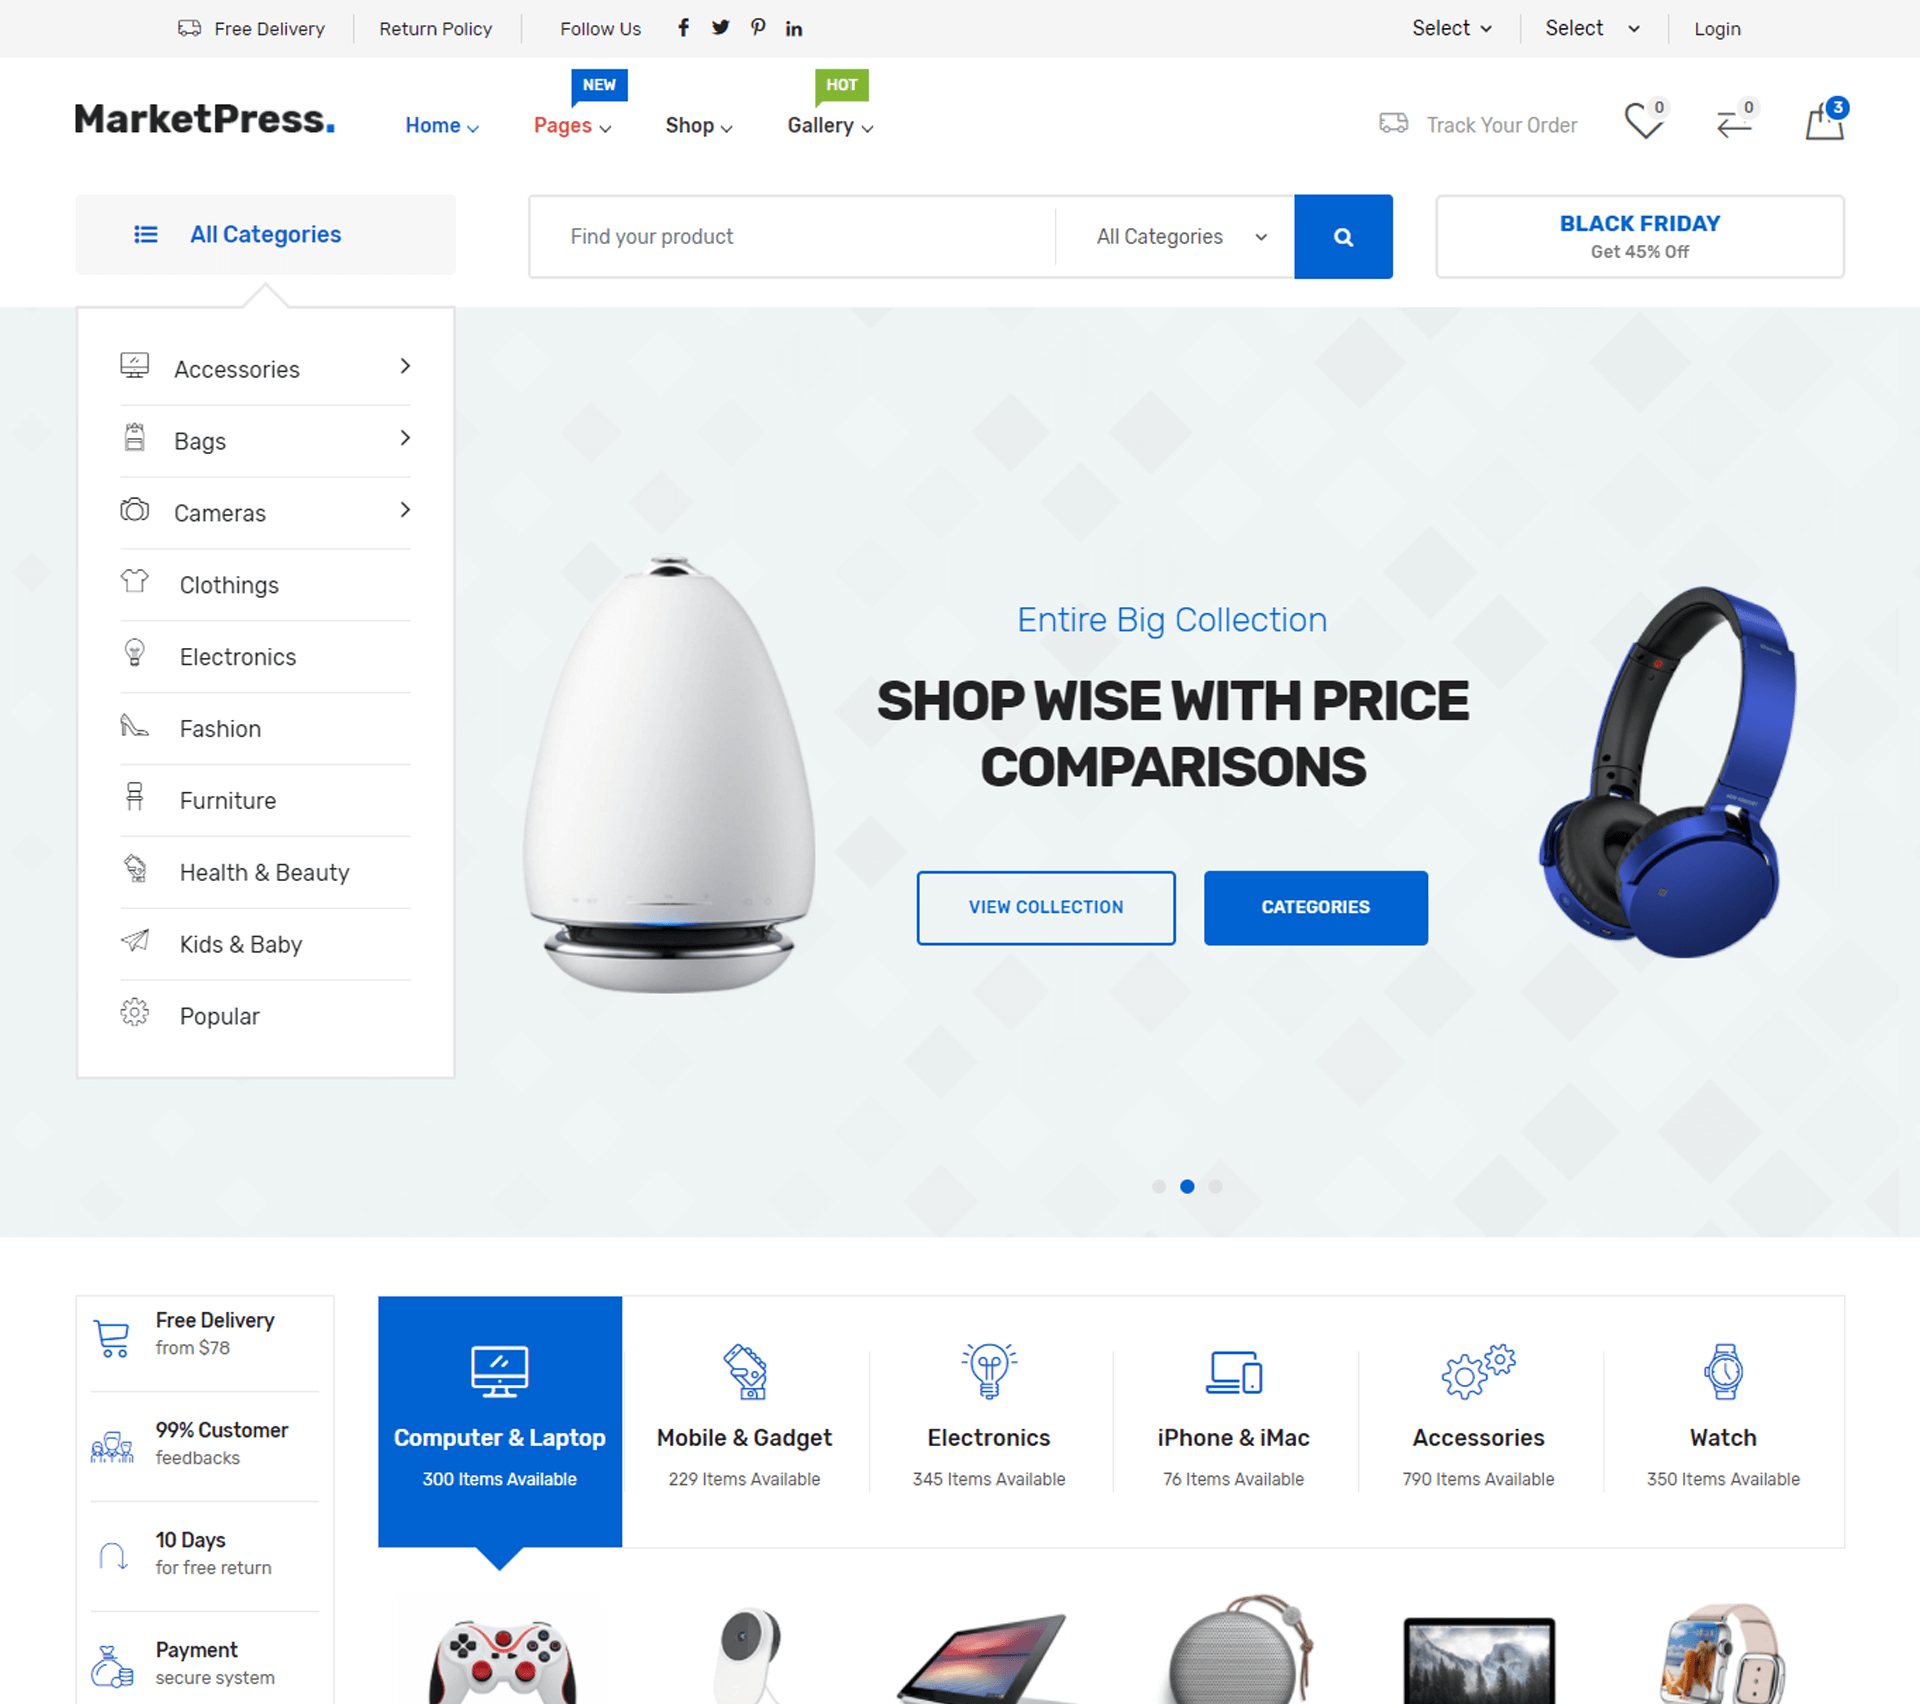 Free Delivery
Return Policy
Follow Us
Select
Select
Login
NEW
HOT
MarketPress.
Home
Pages
Shop
Gallery
Track Your Order
0
0
3
All Categories
Find your product
All Categories
BLACK FRIDAY
Get 45% Off
Accessories
Bags
Cameras
Clothings
Electronics
Fashion
Furniture
Health & Beauty
Kids & Baby
Popular
Entire Big Collection
SHOP WISE WITH PRICE
COMPARISONS
VIEW COLLECTION
CATEGORIES
Free Delivery
from $78
99% Customer
feedbacks
10 Days
for free return
Payment
secure system
Computer & Laptop
300 Items Available
Mobile & Gadget
229 Items Available
Electronics
345 Items Available
iPhone & iMac
76 Items Available
Accessories
790 Items Available
Watch
350 Items Available